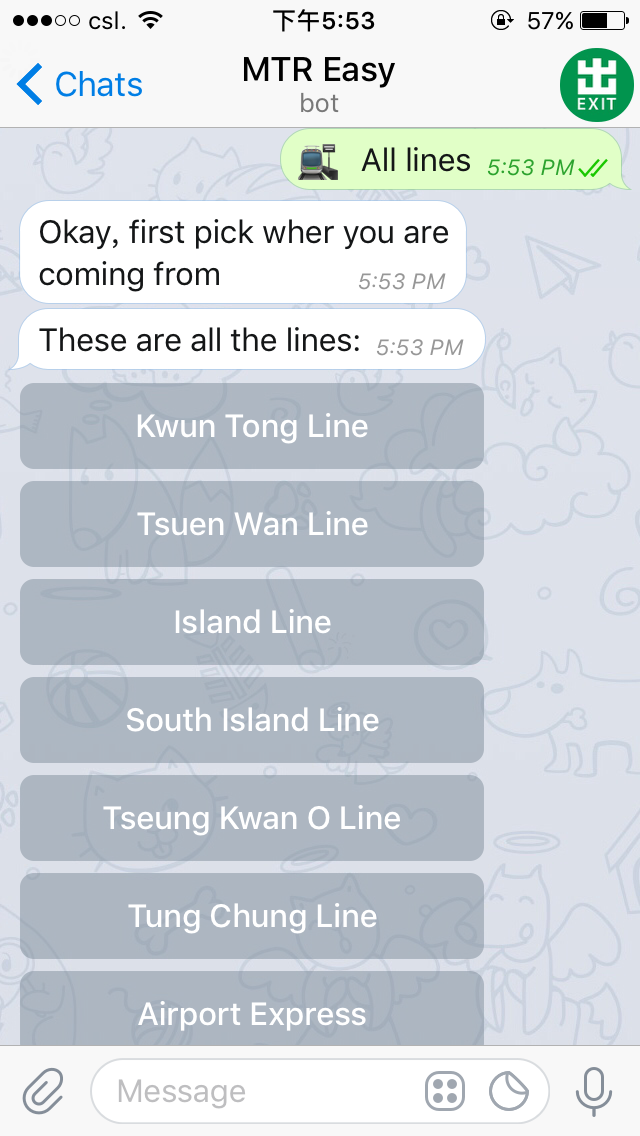 csl. 下午5:53 57%
Chats MTR Easy
bot
EXIT
All lines 5:53 PM
Okay, first pick wher you are
coming from 5:53 PM
These are all the lines: 5:53 PM
Kwun Tong Line
Tsuen Wan Line
Island Line
South Island Line
Tseung Kwan O Line
Tung Chung Line
Airport Express
Message